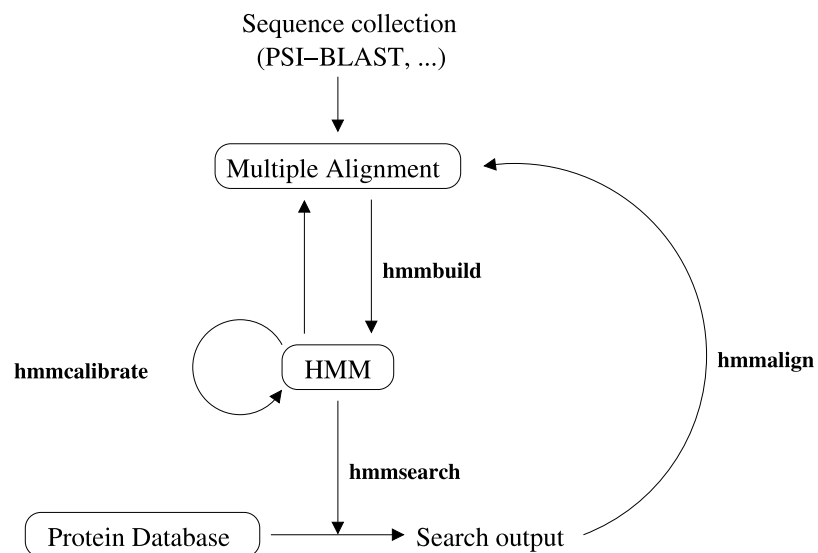 Sequence collection
(PSI−BLAST, ...)
Multiple Alignment
hmmbuild
hmmcalibrate
HMM
hmmalign
hmmsearch
Protein Database
Search output